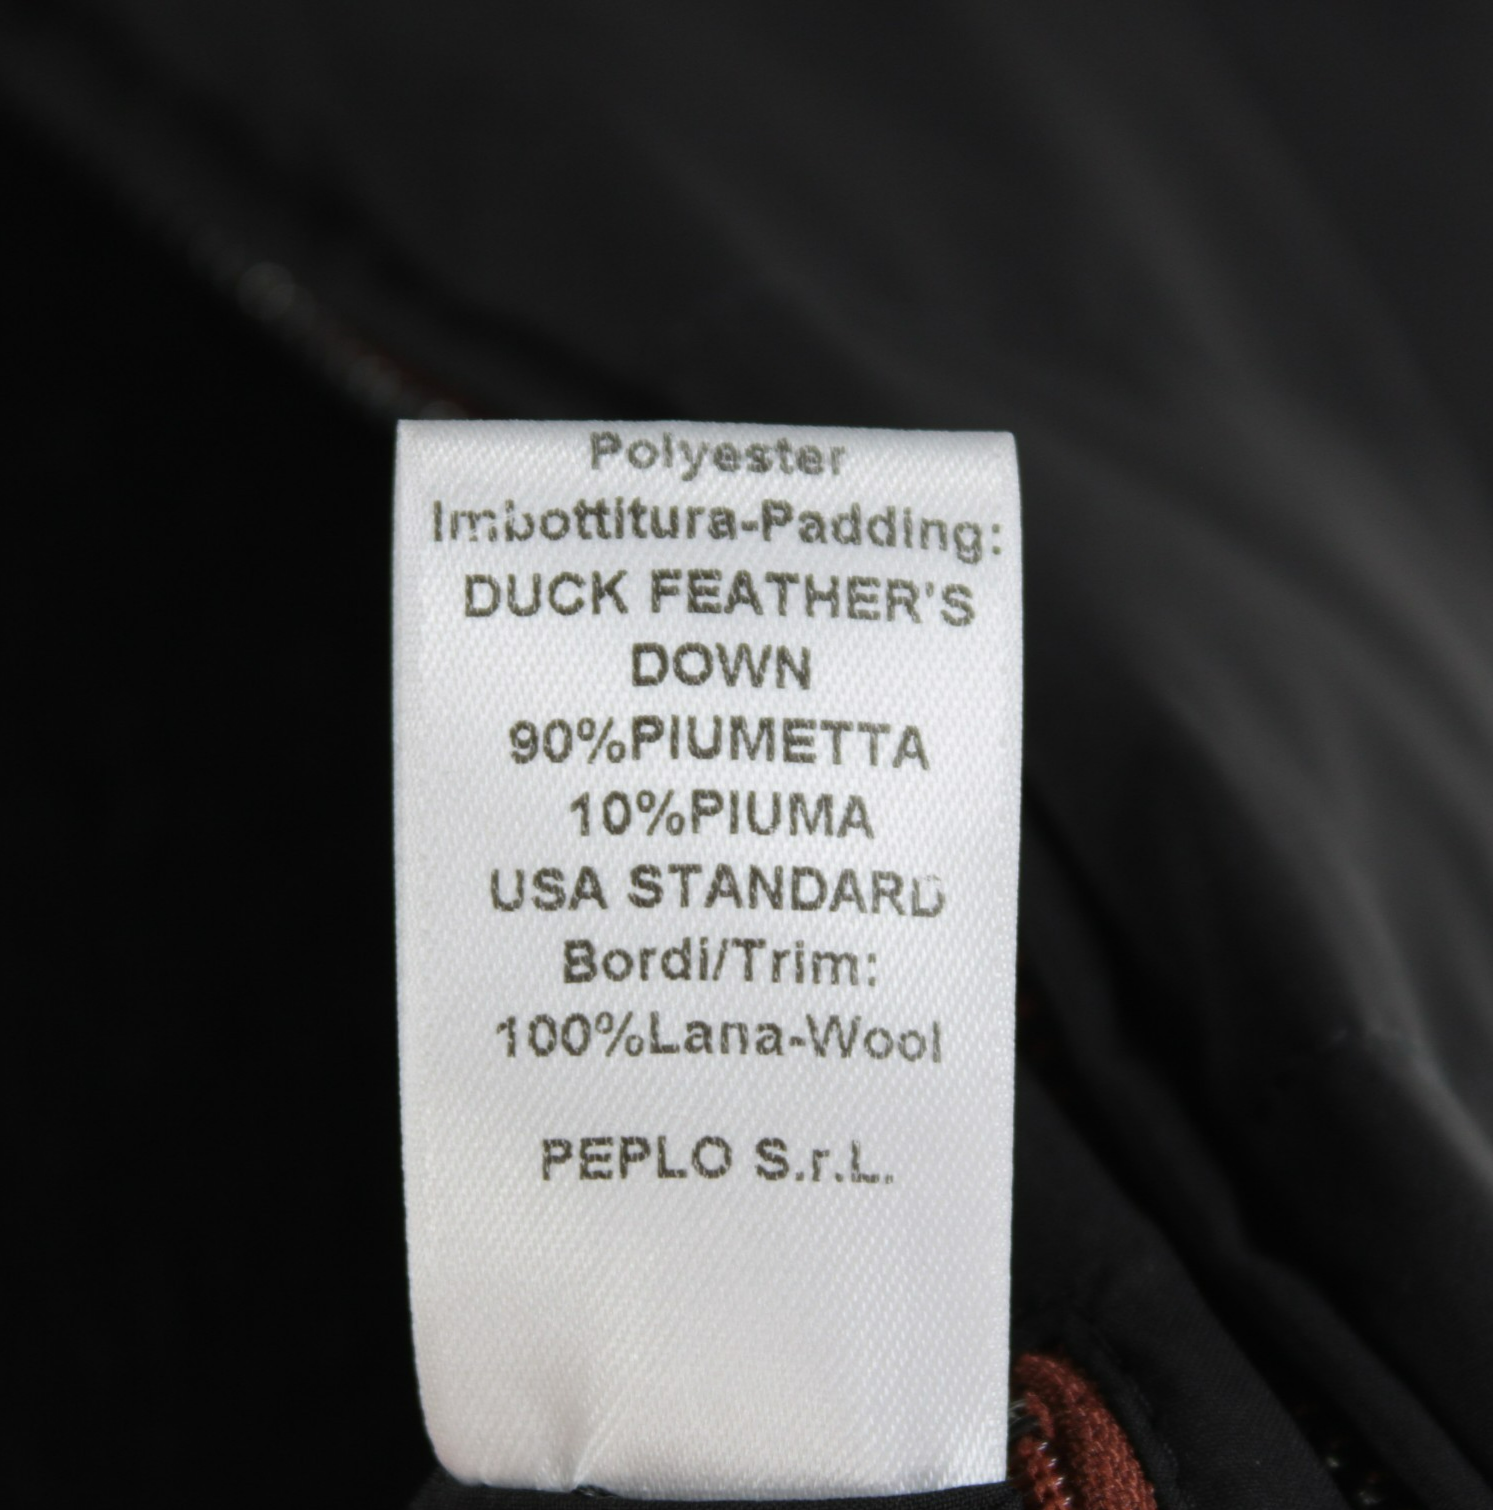 Polyester
Imbottitura-Padding:
DUCK FEATHER'S
DOWN
90%PIUMETTA
10%PIUMA
USA STANDARD
Bordi/Trim:
100%Lana-Wool
PEPLO S.r.L.